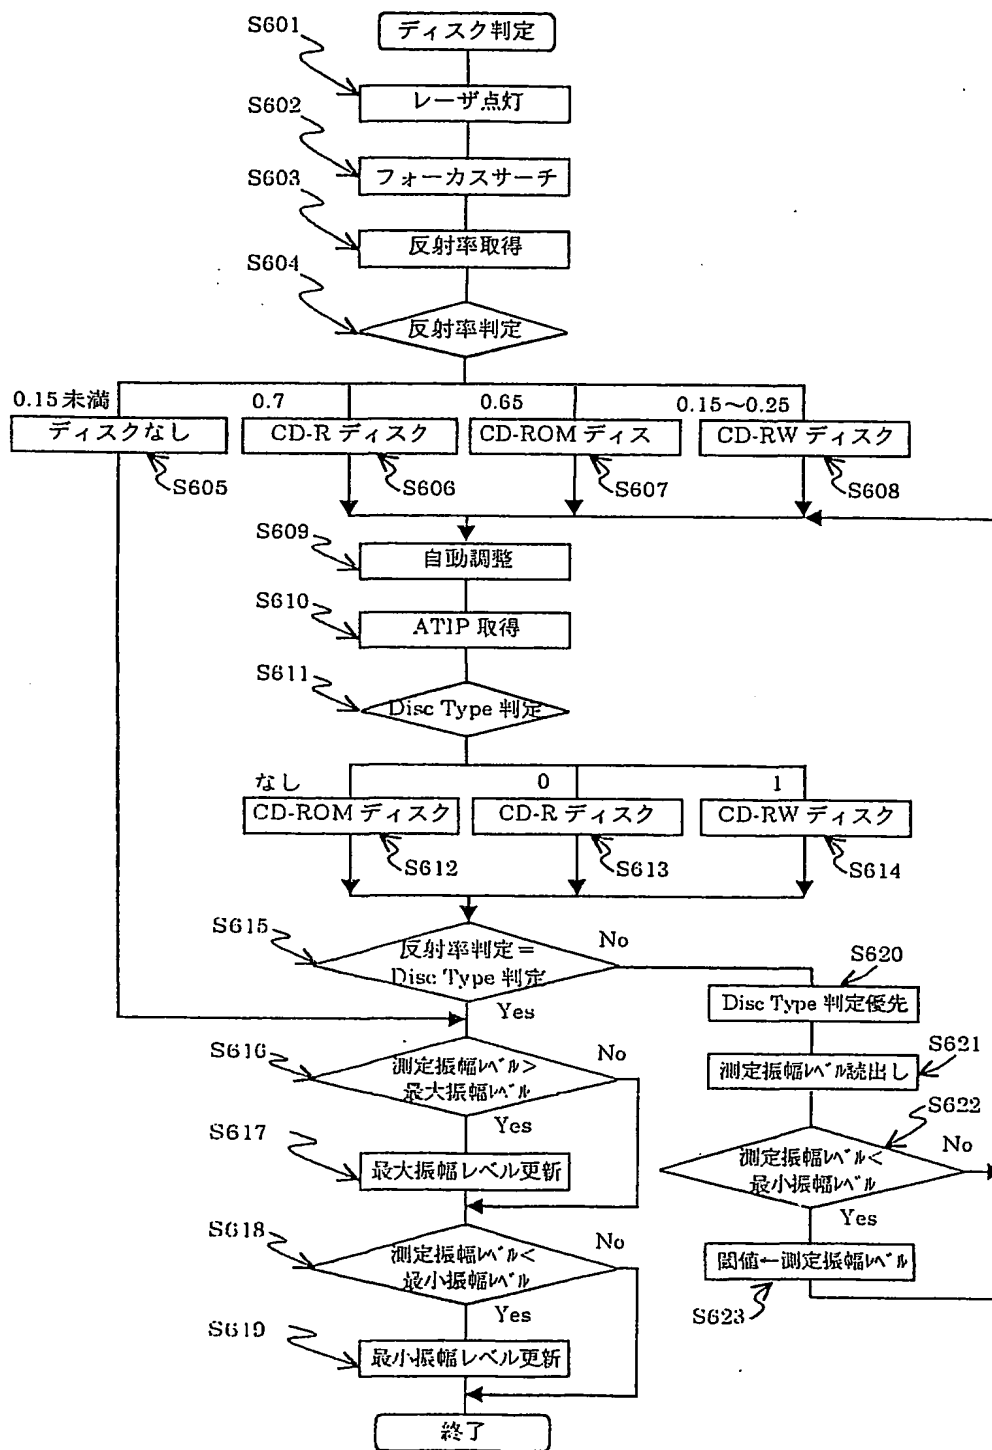 S601
ディスク判定
レーザ点灯
S602
フォーカスサーチ
S603
反射率取得
S604
反射率判定
0.15未満
0.7
0.65
0.15～0.25
ディスクなし
CD-R ディスク
CD-ROM ディス
CD-RW ディスク
S605
S606
S607
S608
S609
自動調整
S610
ATIP 取得
S611
Disc Type 判定
なし
0
1
CD-ROM ディスク
CD-R ディスク
CD-RW ディスク
S612
S613
S614
S615
反射率判定＝
Disc Type 判定
No
Yes
S620
Disc Type 判定優先
S616
測定振幅レベル>
最大振幅レベル
No
Yes
S621
測定振幅レベル読出し
S617
最大振幅レベル更新
S622
測定振幅レベル<
最小振幅レベル
No
Yes
S618
測定振幅レベル<
最小振幅レベル
No
Yes
閾値←測定振幅レベル
S623
S619
最小振幅レベル更新
終了